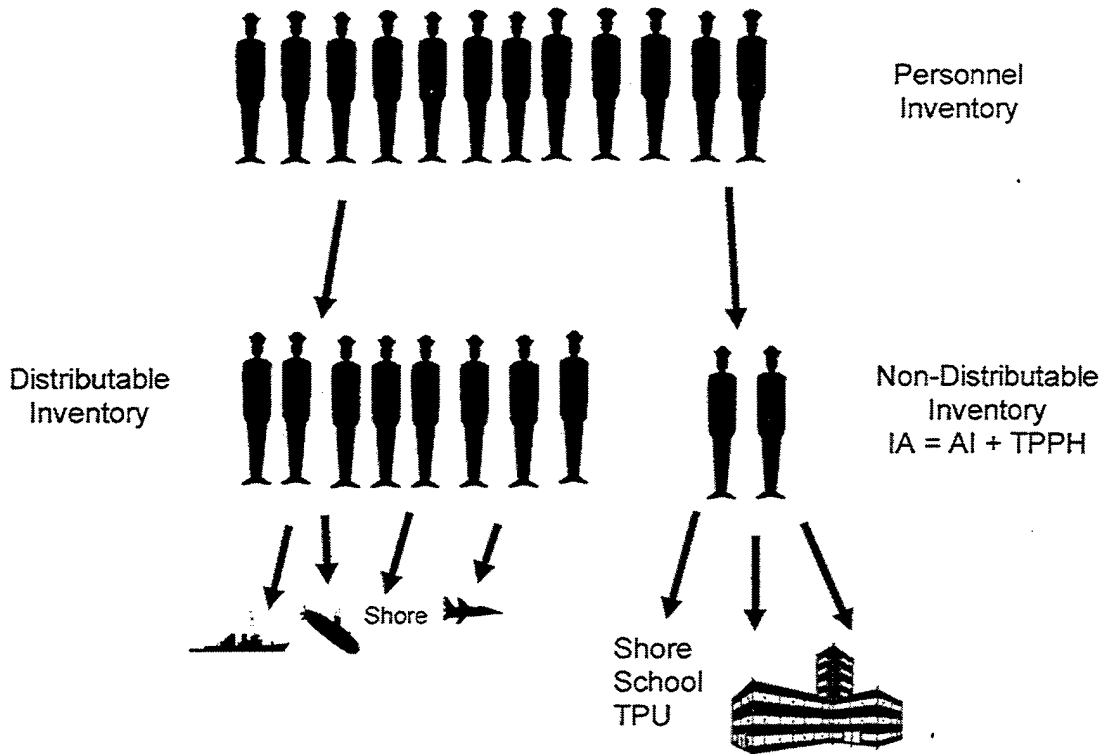 Personnel
Inventory
Distributable
Inventory
Non-Distributable
Inventory
IA = AI + TPPH
Shore
Shore
School
TPU